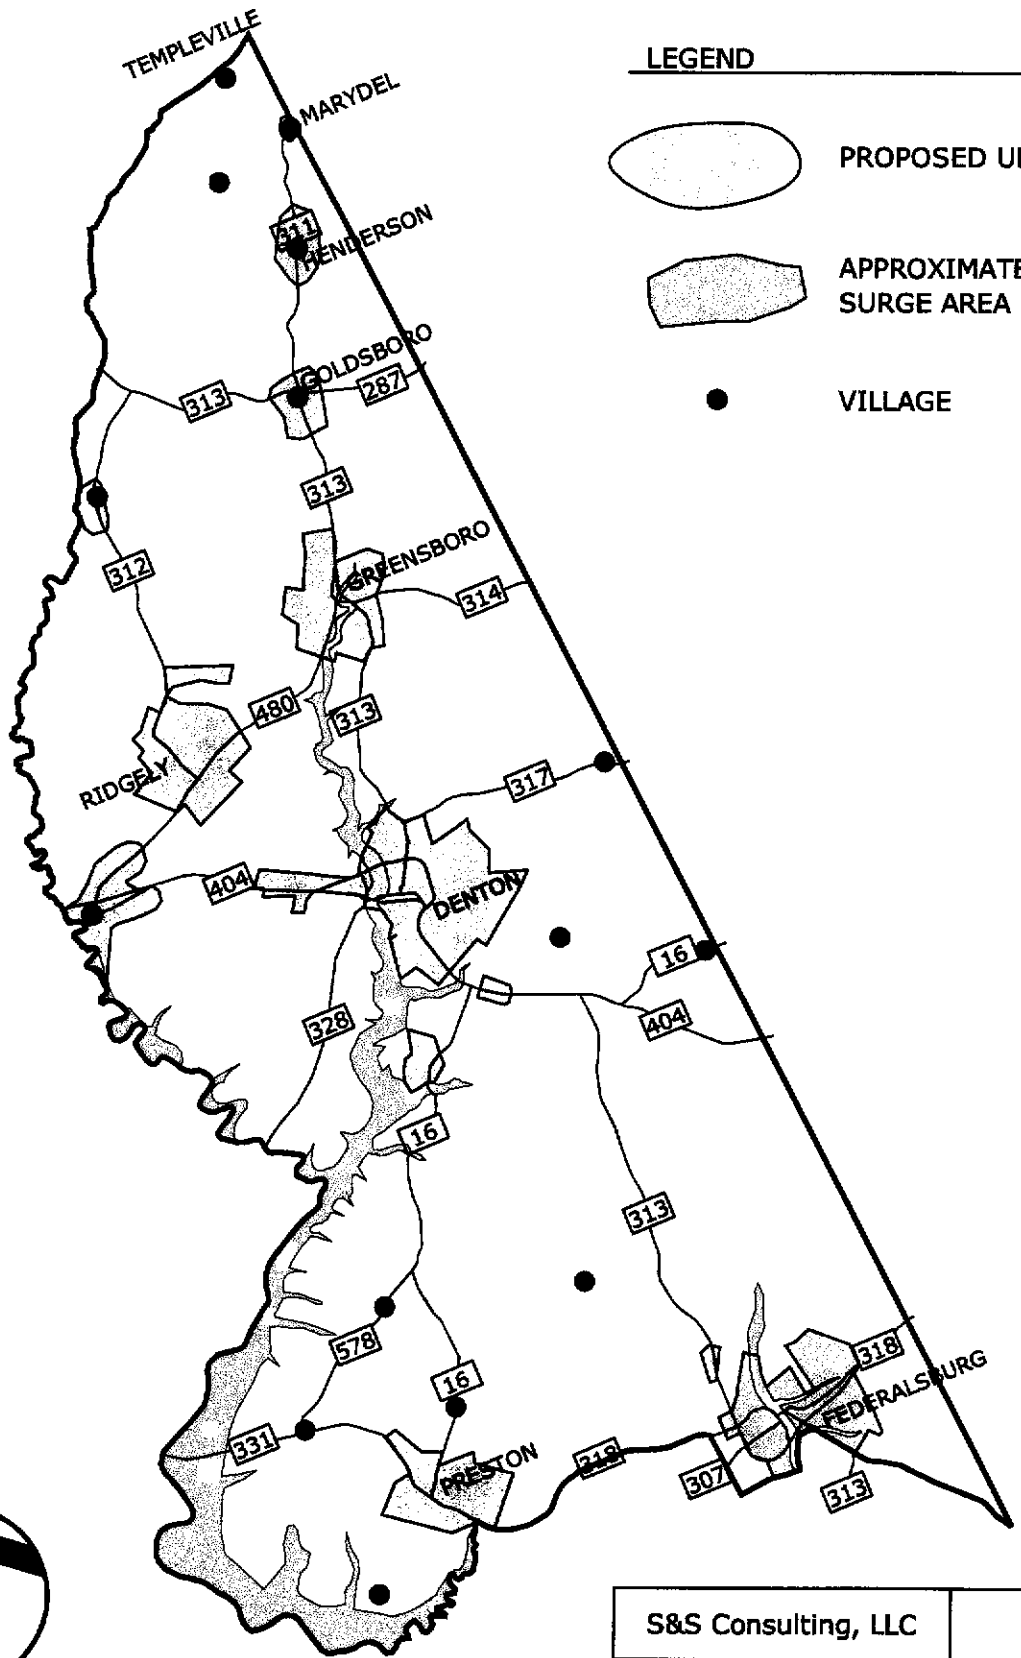 TEMPLEVILLE
LEGEND
MARYDEL
PROPOSED
311
HENDERSON
APPROXIMATE
SURGE AREA
GOLDSBORO
287
313
VILLAGE
313
GREENSBORO
312
314
480
313
RIDGELY
317
404
DENTON
16
404
328
16
313
578
318
16
FEDERALSBURG
331
PRESTON
318
307
313
S&S Consulting, LLC